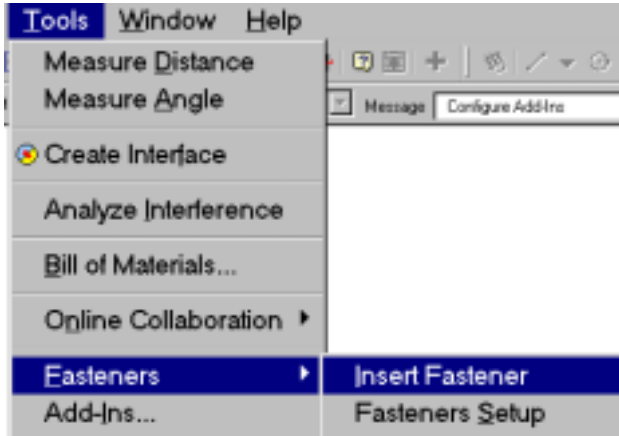 Tools Window Help
Measure Distance
Measure Angle
Message Configure Add-Ins
Create Interface
Analyze Interference
Bill of Materials...
Online Collaboration
Fasteners Insert Fastener
Add-Ins... Fasteners Setup